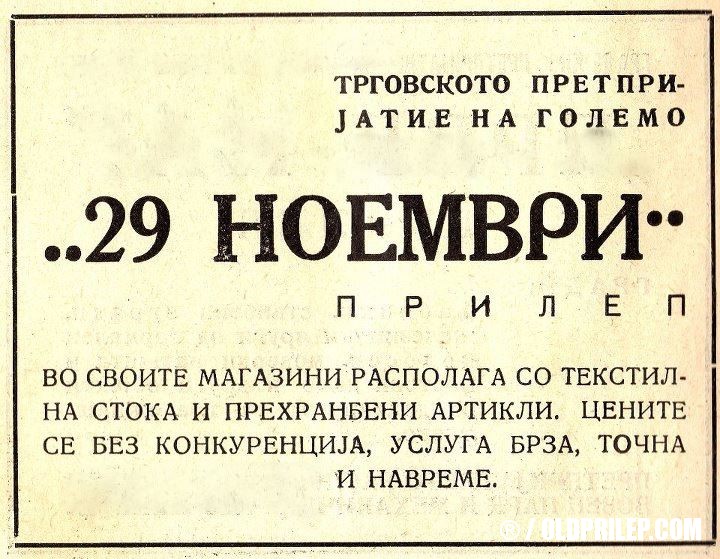 ТРГОВСКОТО ПРЕТПРИ-
ЈАТИЕ НА ГОЛЕМО
„29 НОЕМВРИ“
ПРИЛЕП
ВО СВОИТЕ МАГАЗИНИ РАСПОЛАГА СО ТЕКСТИЛ-
НА СТОКА И ПРЕХРАНБЕНИ АРТИКЛИ. ЦЕНИТЕ
СЕ БЕЗ КОНКУРЕНЦИЈА, УСЛУГА БРЗА, ТОЧНА
И НАВРЕМЕ.
© / OLDPRILEP.COM